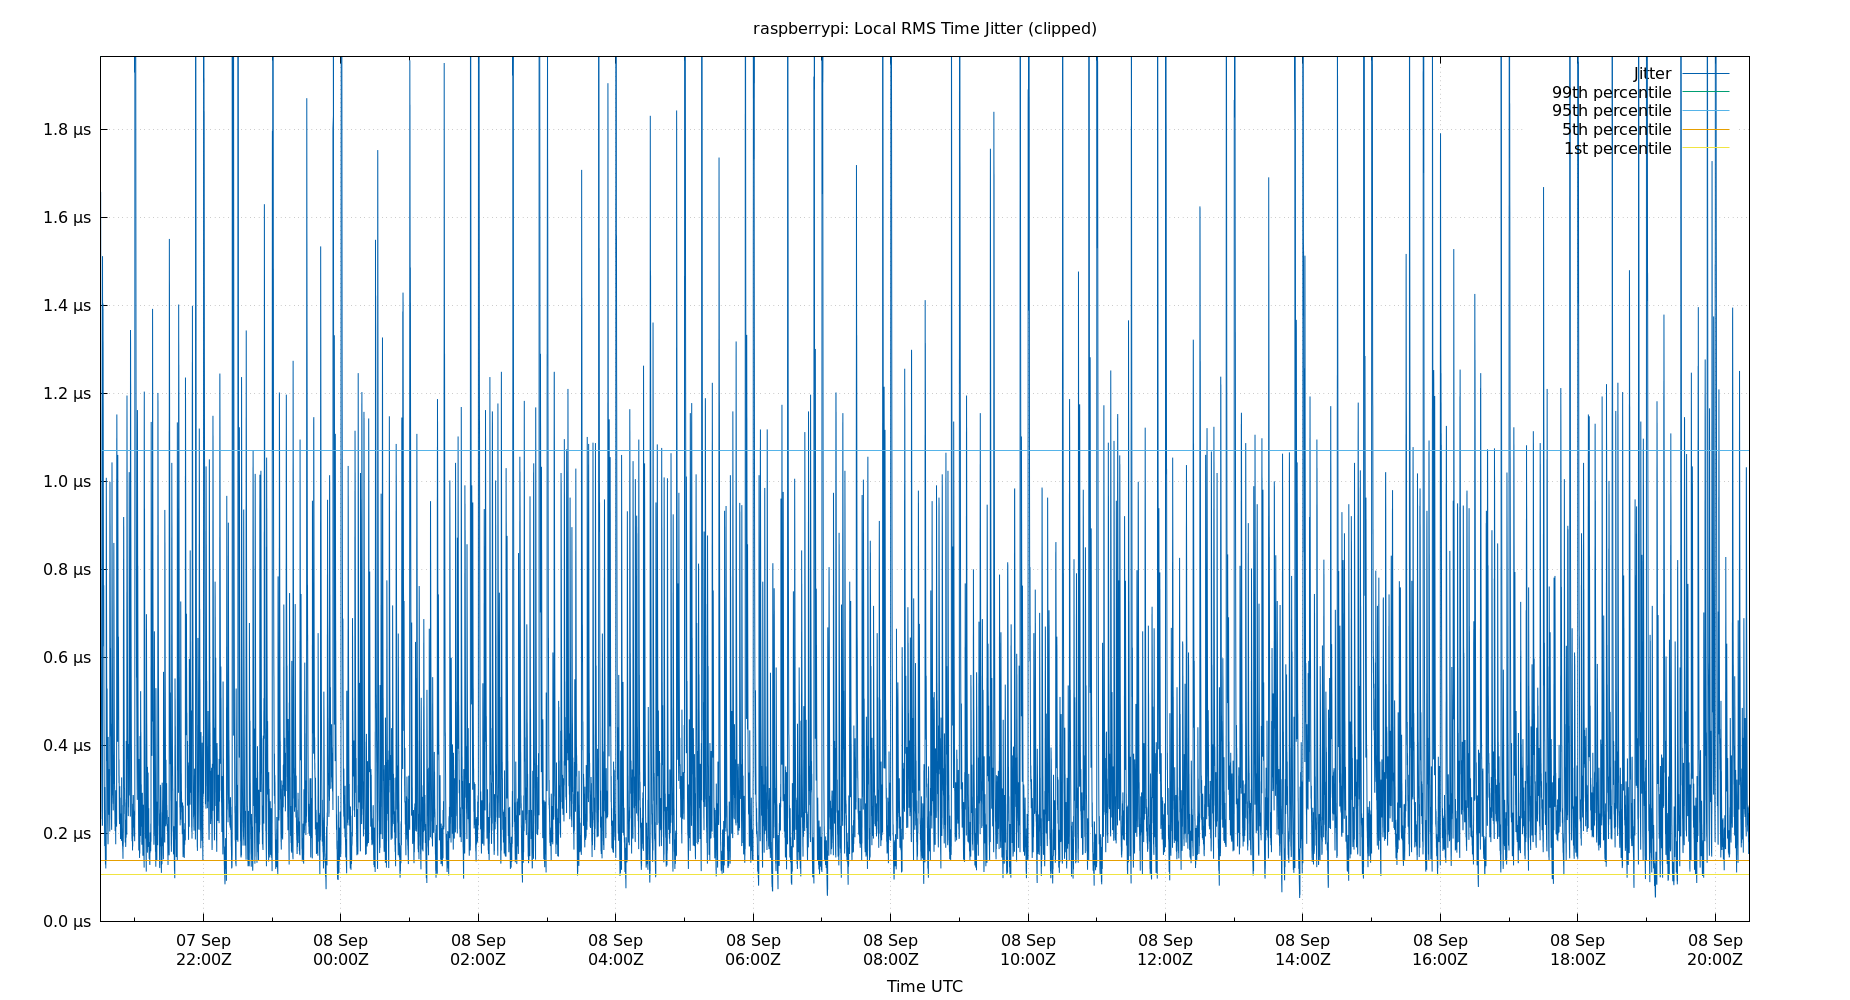 raspberrypi: Local RMS Time Jitter (clipped)
Jitter
99th percentile
95th percentile
5th percentile
1st percentile
1.8 μs
1.6 μs
1.4 μs
1.2 μs
1.0 μs
0.8 μs
0.6 μs
0.4 μs
0.2 μs
0.0 μs
07 Sep 08 Sep 08 Sep 08 Sep 08 Sep 08 Sep 08 Sep 08 Sep 08 Sep 08 Sep 08 Sep 08 Sep
22:00Z 00:00Z 02:00Z 04:00Z 06:00Z 08:00Z 10:00Z 12:00Z 14:00Z 16:00Z 18:00Z 20:00Z
Time UTC